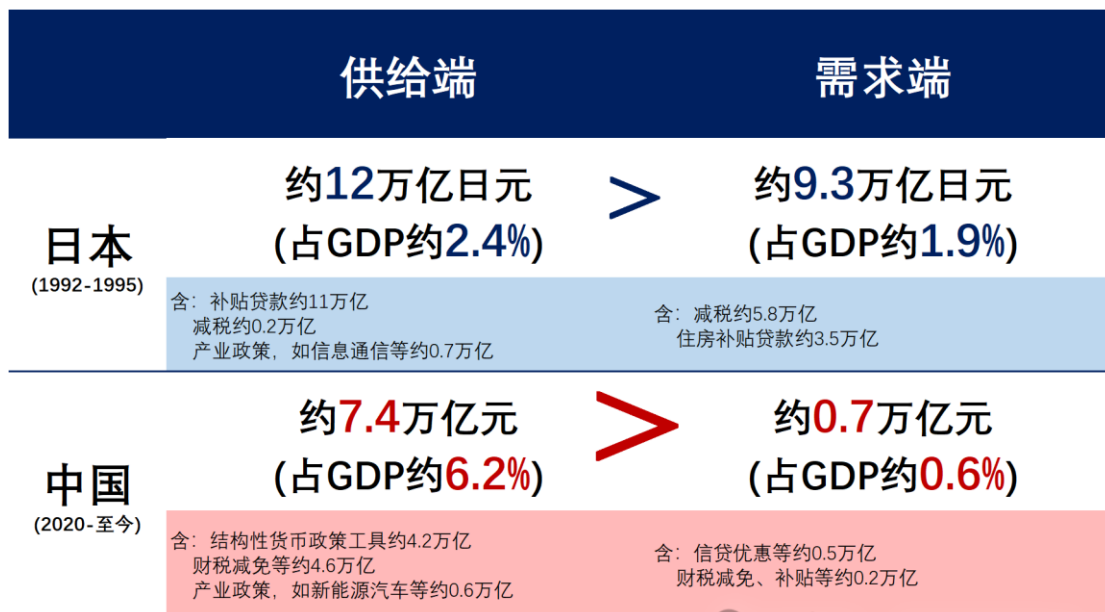 供给端
需求端
日本
(1992-1995)
约12万亿日元
(占GDP约2.4%)
>
约9.3万亿日元
(占GDP约1.9%)
含：补贴贷款约11万亿
减税约0.2万亿
产业政策，如信息通信等约0.7万亿
含：减税约5.8万亿
住房补贴贷款约3.5万亿
中国
(2020-至今)
约7.4万亿元
(占GDP约6.2%)
>
约0.7万亿元
(占GDP约0.6%)
含：结构性货币政策工具约4.2万亿
财税减免等约4.6万亿
产业政策，如新能源汽车等约0.6万亿
含：信贷优惠等约0.5万亿
财税减免、补贴等约0.2万亿